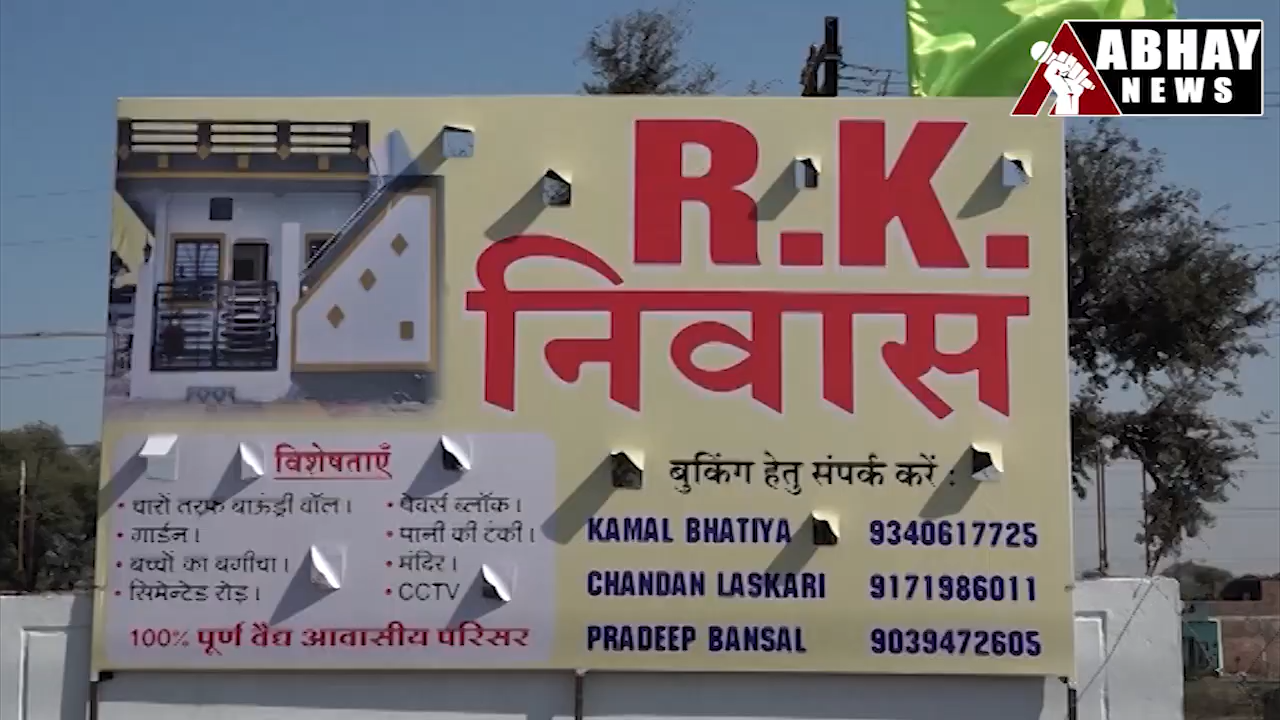 ABHAY
NEWS
R.K.
निवास
विशेषताएँ
• चारों तरफ बाऊंड्री वॉल।
• गार्डन।
• बच्चों का बगीचा।
• सिमेन्टेड रोड़।
• पेवर्स ब्लॉक।
• पानी की टंकी।
• मंदिर।
• CCTV
100% पूर्ण वैद्य आवासीय परिसर
बुकिंग हेतु संपर्क करें :
KAMAL BHATIYA 9340617725
CHANDAN LASKARI 9171986011
PRADEEP BANSAL 9039472605